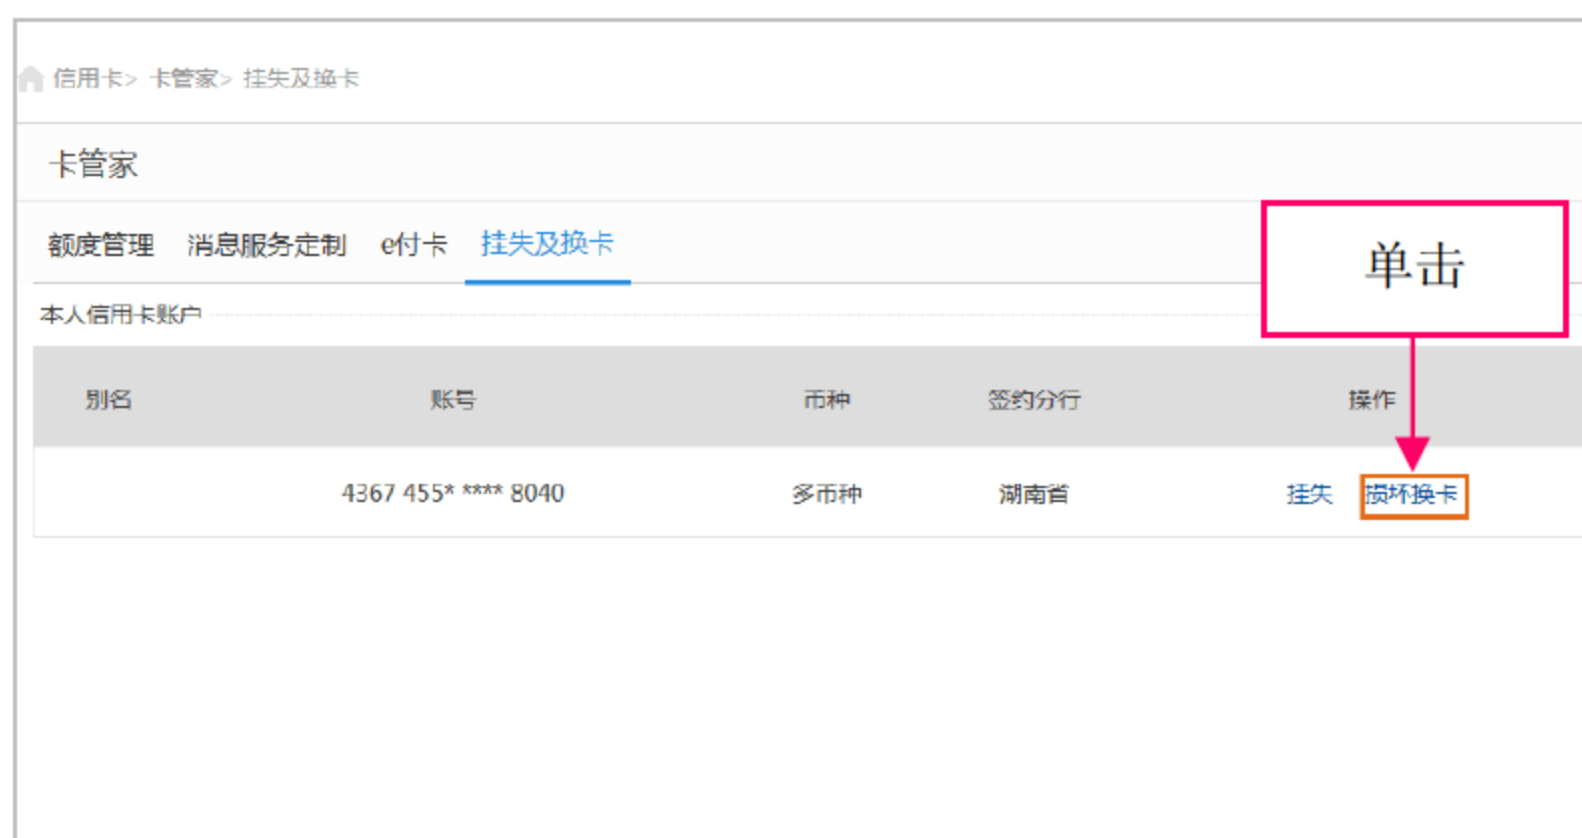 信用卡> 卡管家> 挂失及换卡
卡管家
额度管理 消息服务定制 e付卡 挂失及换卡
单击
本人信用卡账户
别名 账号 币种 签约分行 操作
4367 455* **** 8040 多币种 湖南省 挂失 损坏换卡